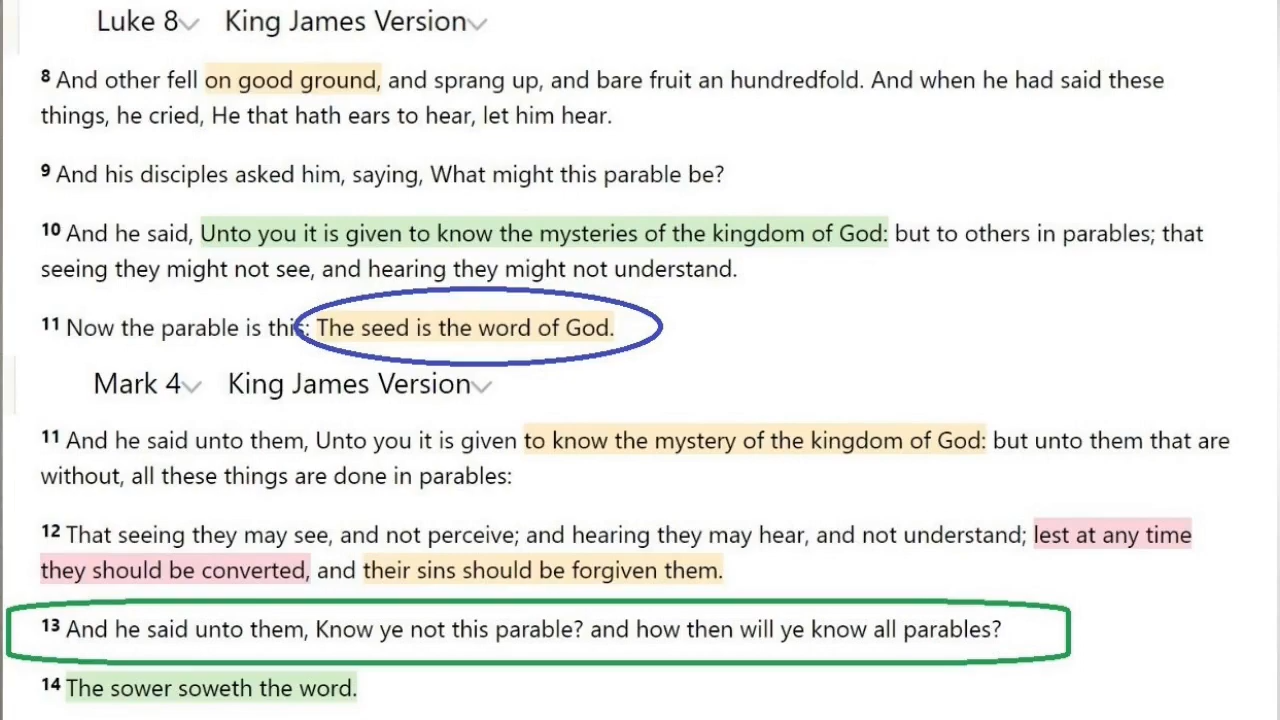 Luke 8 King James Version
8 And other fell on good ground, and sprang up, and bare fruit an hundredfold. And when he had said these
things, he cried, He that hath ears to hear, let him hear.
9 And his disciples asked him, saying, What might this parable be?
10 And he said, Unto you it is given to know the mysteries of the kingdom of God: but to others in parables; that
seeing they might not see, and hearing they might not understand.
11 Now the parable is this: The seed is the word of God.
Mark 4 King James Version
11 And he said unto them, Unto you it is given to know the mystery of the kingdom of God: but unto them that are
without, all these things are done in parables:
12 That seeing they may see, and not perceive; and hearing they may hear, and not understand; lest at any time
they should be converted, and their sins should be forgiven them.
13 And he said unto them, Know ye not this parable? and how then will ye know all parables?
14 The sower soweth the word.